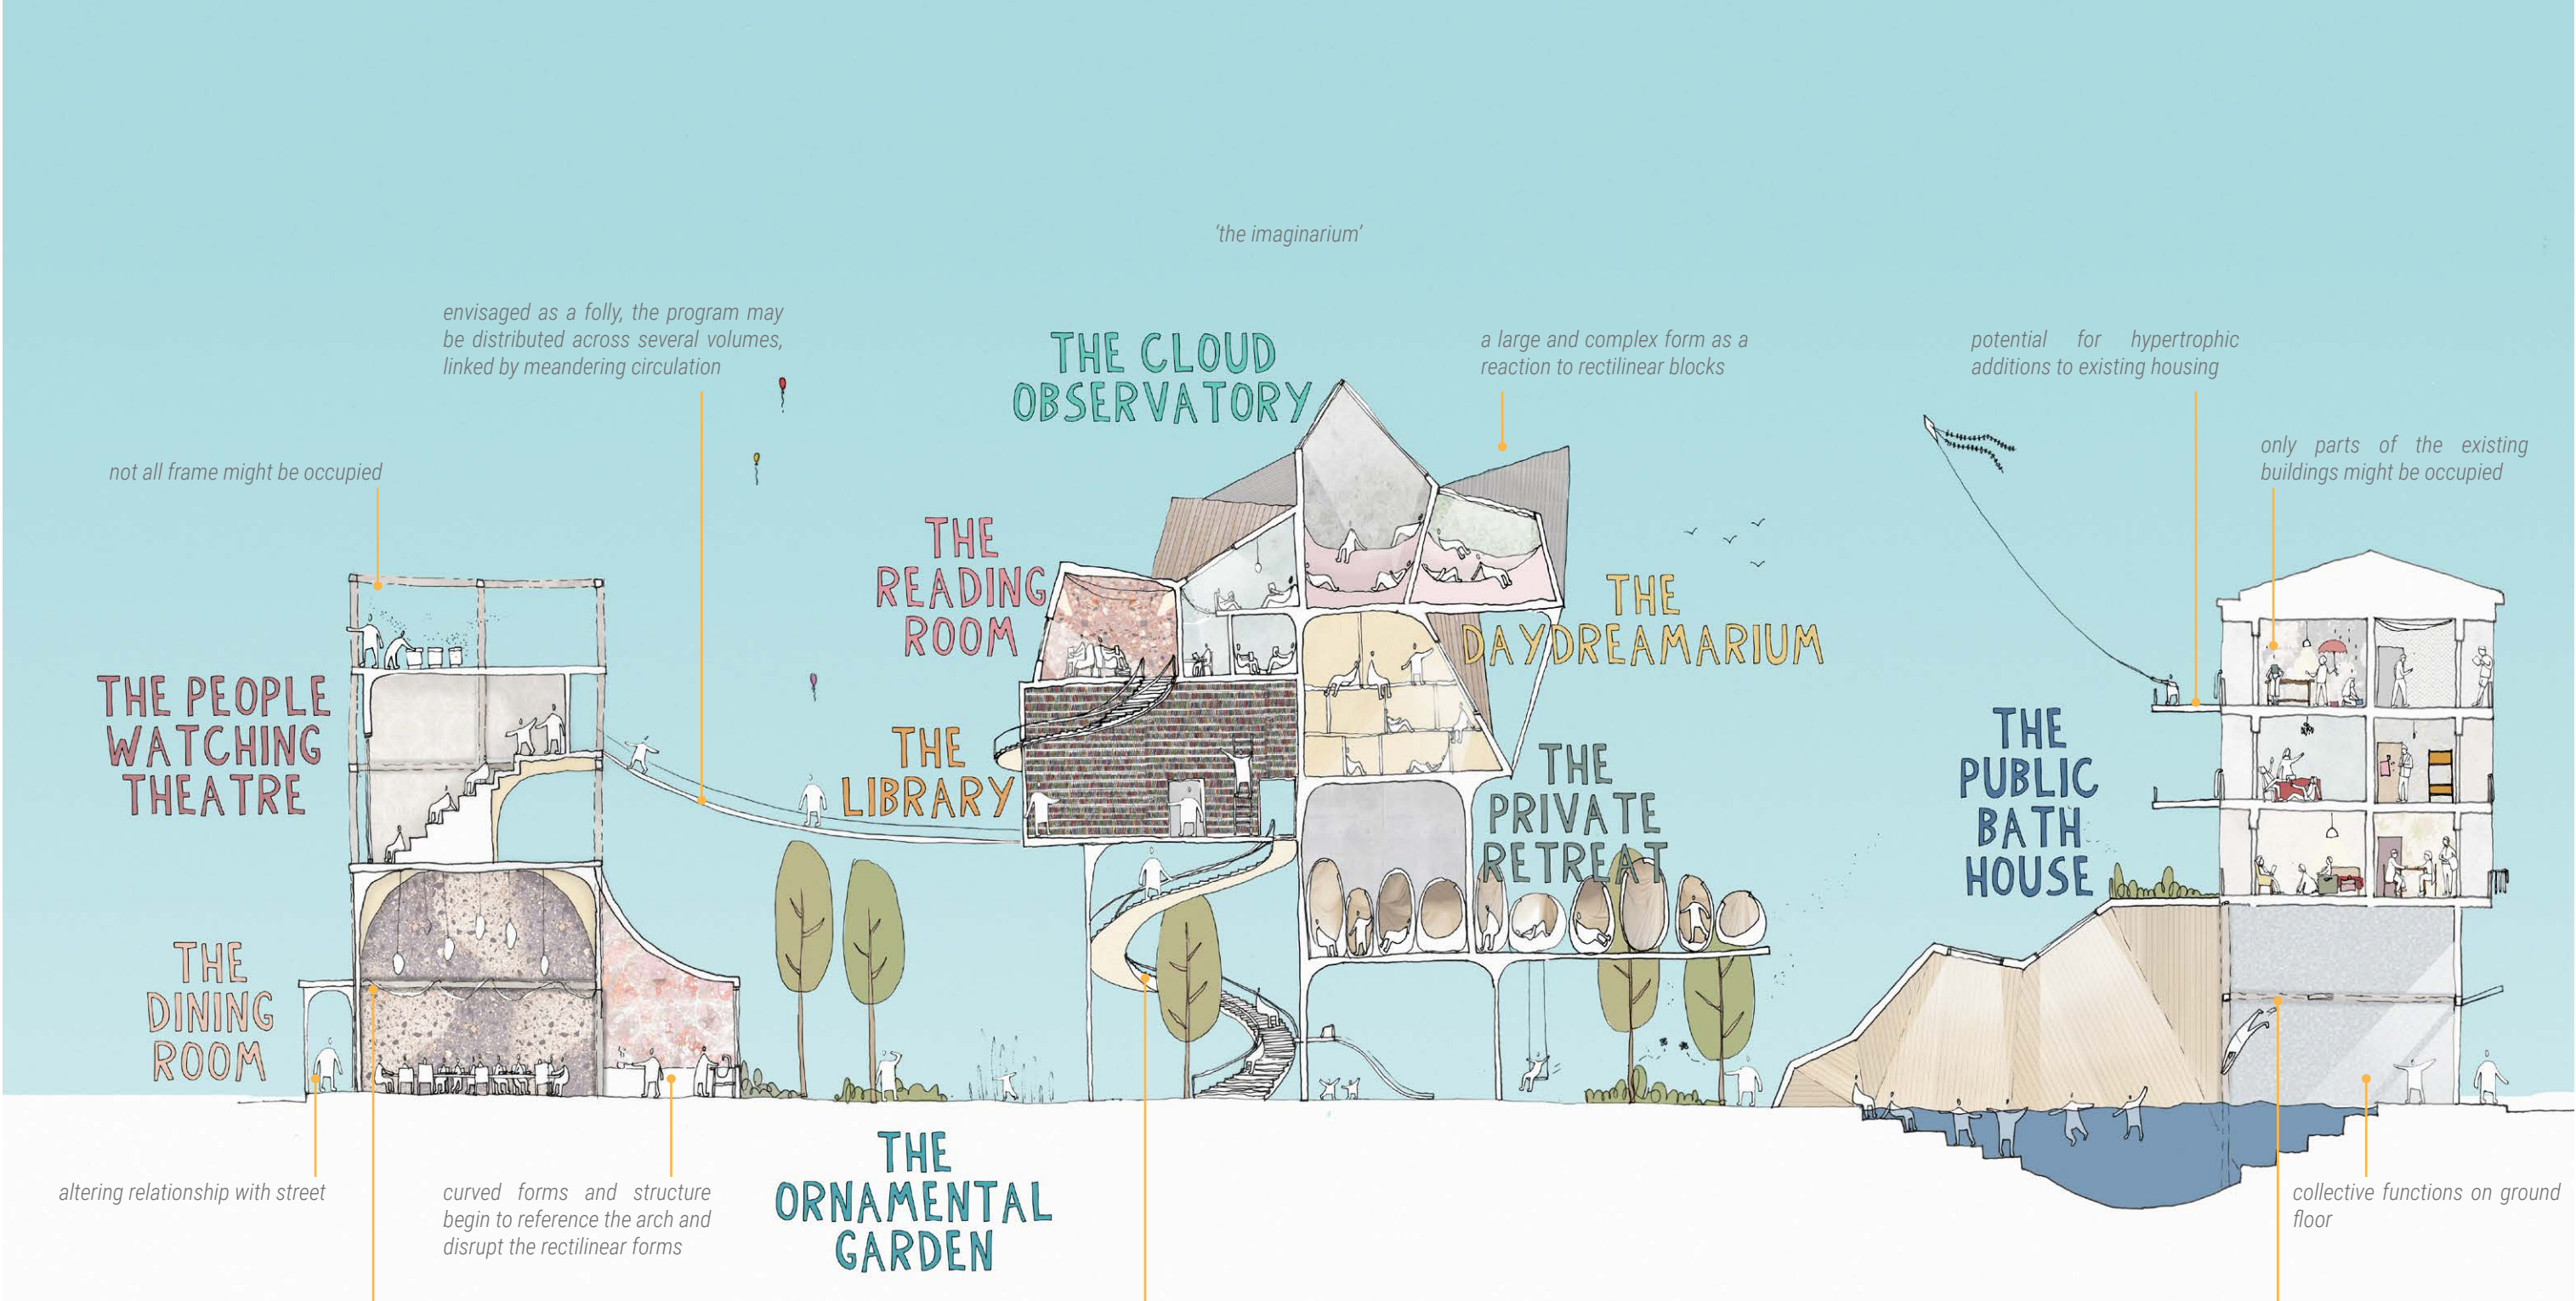 'the imaginarium'
envisaged as a folly, the program may
be distributed across several volumes,
linked by meandering circulation
THE CLOUD
OBSERVATORY
a large and complex form as a
reaction to rectilinear blocks
potential for hypertrophic
additions to existing housing
only parts of the existing
buildings might be occupied
not all frame might be occupied
THE
READING
ROOM
THE
DAYDREAMARIUM
THE PEOPLE
WATCHING
THEATRE
THE
LIBRARY
THE
PRIVATE
RETREAT
THE
PUBLIC
BATH
HOUSE
THE
DINING
ROOM
THE
ORNAMENTAL
GARDEN
altering relationship with street
curved forms and structure
begin to reference the arch and
disrupt the rectilinear forms
collective functions on ground
floor